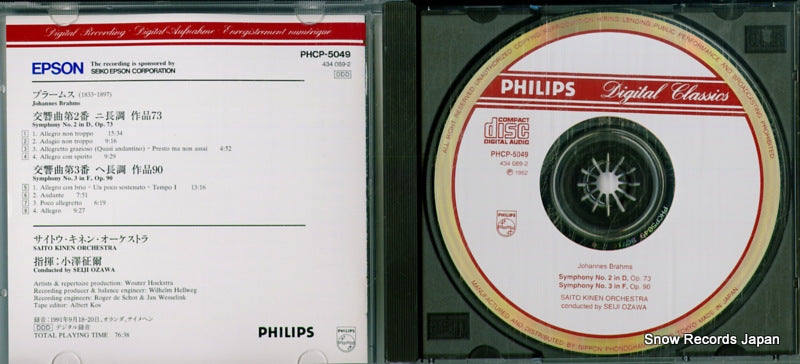 Digital Recording · Digital-Aufnahme · Enregistrement numérique
PHCP-5049
434 089-2
DDD
EPSON
The recording is sponsored by
SEIKO EPSON CORPORATION
ブラームス (1833-1897)
Johannes Brahms
交響曲第2番 ニ長調 作品73
Symphony No. 2 in D, Op. 73
1 1. Allegro non troppo 15:34
2 2. Adagio non troppo 9:16
3 3. Allegretto grazioso (Quasi andantino) - Presto ma non assai 4:52
4 4. Allegro con spirito 9:29
交響曲第3番 ヘ長調 作品90
Symphony No. 3 in F, Op. 90
5 1. Allegro con brio - Un poco sostenuto - Tempo I 13:16
6 2. Andante 7:51
7 3. Poco allegretto 6:19
8 4. Allegro 9:27
サイトウ・キネン・オーケストラ
SAITO KINEN ORCHESTRA
指揮:小澤征爾
Conducted by SEIJI OZAWA
Artists & repertoire production: Wouter Hoekstra
Recording producer & balance engineer: Wilhelm Hellweg
Recording engineers: Roger de Schot & Jan Wesselink
Tape editor: Albert Kos
録音:1991年9月18-20日, オランダ, ナイメヘン
DDD デジタル録音
TOTAL PLAYING TIME 76:38
PHILIPS
PHILIPS Digital Classics
COMPACT
disc
DIGITAL AUDIO
PHCP-5049
434 089-2
℗ 1992
PHILIPS
PHCP-5049
Johannes Brahms
Symphony No. 2 in D, Op. 73
Symphony No. 3 in F, Op. 90
SAITO KINEN ORCHESTRA
conducted by SEIJI OZAWA
Snow Records Japan